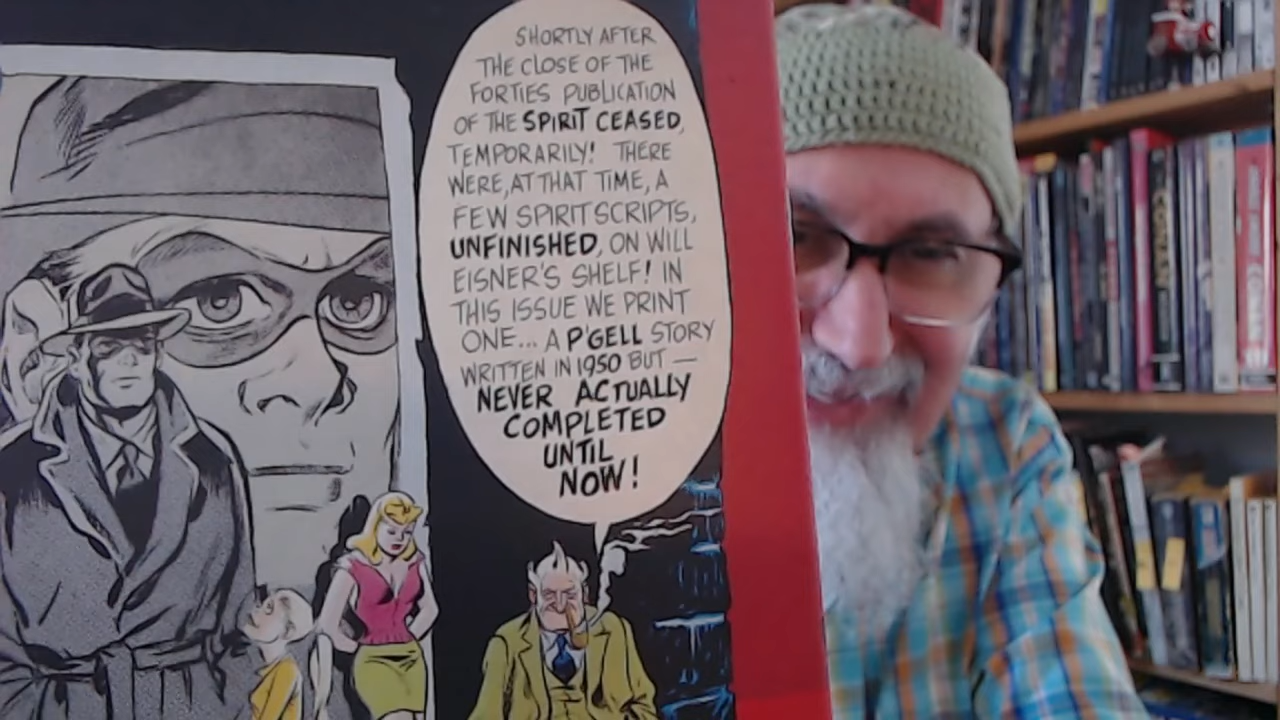 SHORTLY AFTER
THE CLOSE OF THE
FORTIES PUBLICATION
OF THE SPIRIT CEASED,
TEMPORARILY! THERE
WERE, AT THAT TIME, A
FEW SPIRIT SCRIPTS,
UNFINISHED, ON WILL
EISNER'S SHELF! IN
THIS ISSUE WE PRINT
ONE... A P'GELL STORY
WRITTEN IN 1950 BUT —
NEVER ACTUALLY
COMPLETED
UNTIL
NOW!